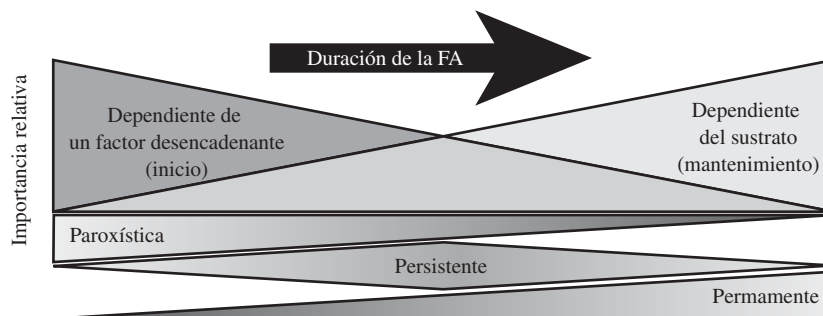 Duración de la FA
Importancia relativa
Dependiente de
un factor desencadenante
(inicio)
Dependiente
del sustrato
(mantenimiento)
Paroxística
Persistente
Permamente